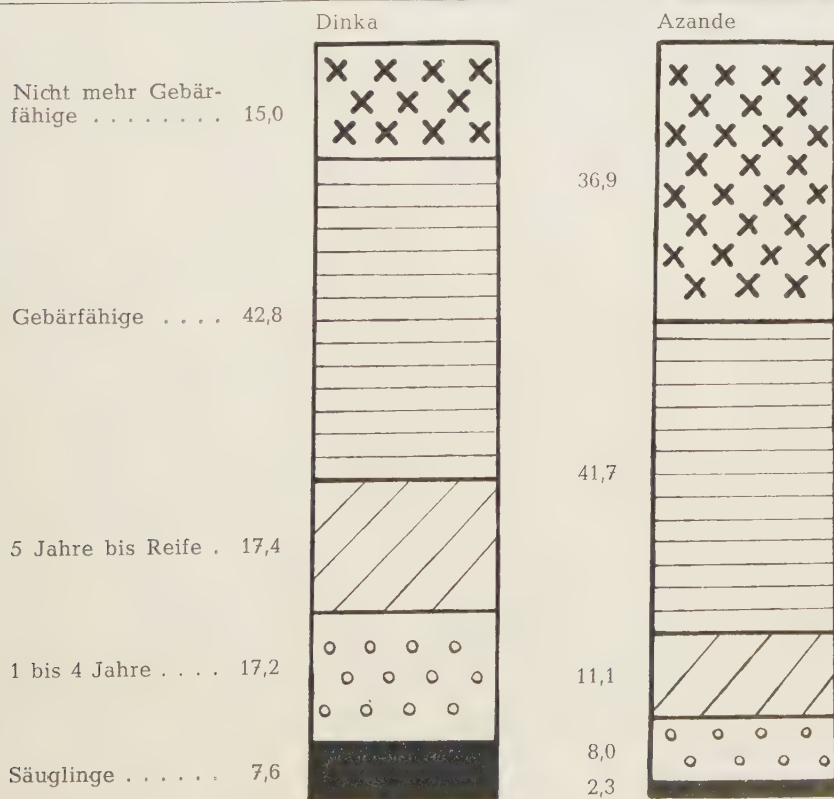 Dinka Azande
Nicht mehr Gebär-
fähige . . . . . . . . 15,0
36,9
Gebärfähige . . . . 42,8
41,7
5 Jahre bis Reife . 17,4
1 bis 4 Jahre . . . . 17,2
11,1
8,0
Säuglinge . . . . . . 7,6
2,3